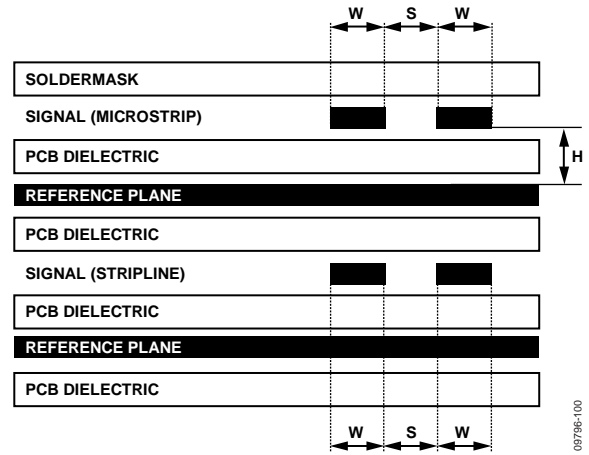 W S W
SOLDERMASK
SIGNAL (MICROSTRIP)
PCB DIELECTRIC
H
REFERENCE PLANE
PCB DIELECTRIC
SIGNAL (STRIPLINE)
PCB DIELECTRIC
REFERENCE PLANE
PCB DIELECTRIC
W S W
09796-100